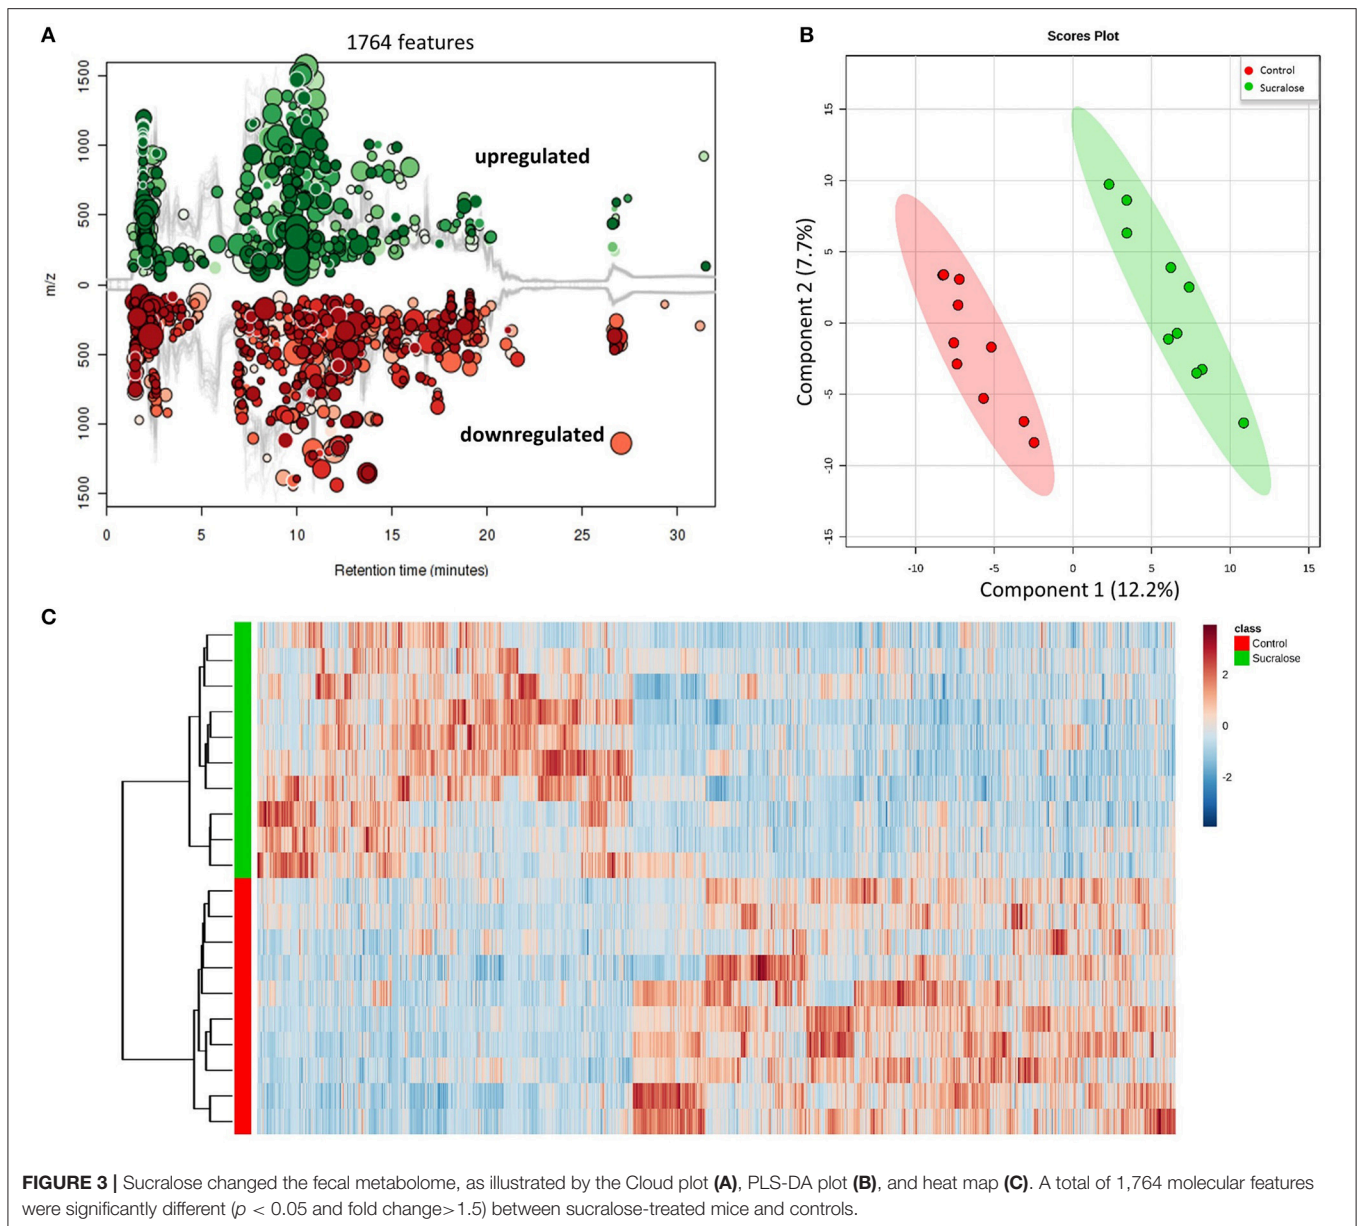 A
1764 features
1500
1000
500
0
500
1000
1500
m/z
upregulated
downregulated
0 5 10 15 20 25 30
Retention time (minutes)
B
Scores Plot
Control
Sucralose
15
10
5
0
-5
-10
-15
Component 2 (7.7%)
-10 -5 0 5 10 15
Component 1 (12.2%)
C
class
Control
Sucralose
2
0
-2
FIGURE 3 | Sucralose changed the fecal metabolome, as illustrated by the Cloud plot (A), PLS-DA plot (B), and heat map (C). A total of 1,764 molecular features
were significantly different (p < 0.05 and fold change>1.5) between sucralose-treated mice and controls.